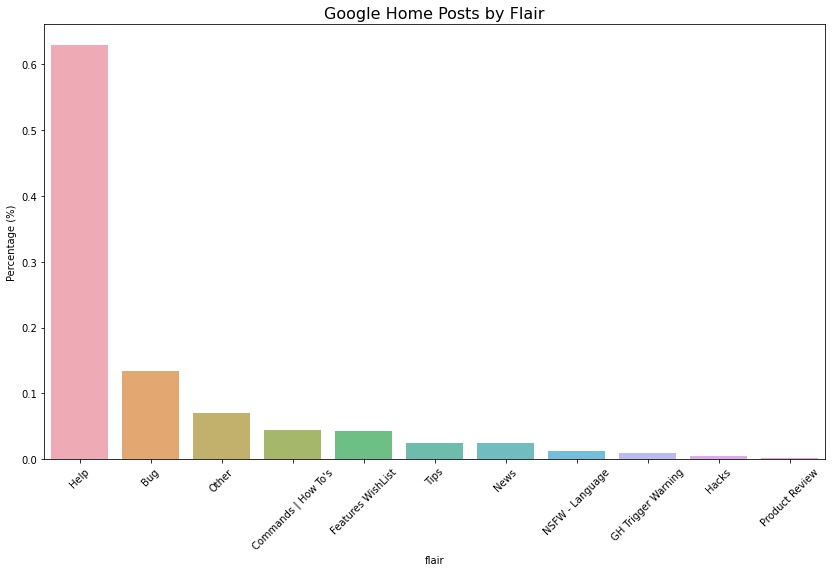 Google Home Posts by Flair
Percentage (%)
0.6
0.5
0.4
0.3
0.2
0.1
0.0
Help
Bug
Other
Commands | How To's
Features WishList
Tips
News
NSFW - Language
GH Trigger Warning
Hacks
Product Review
flair